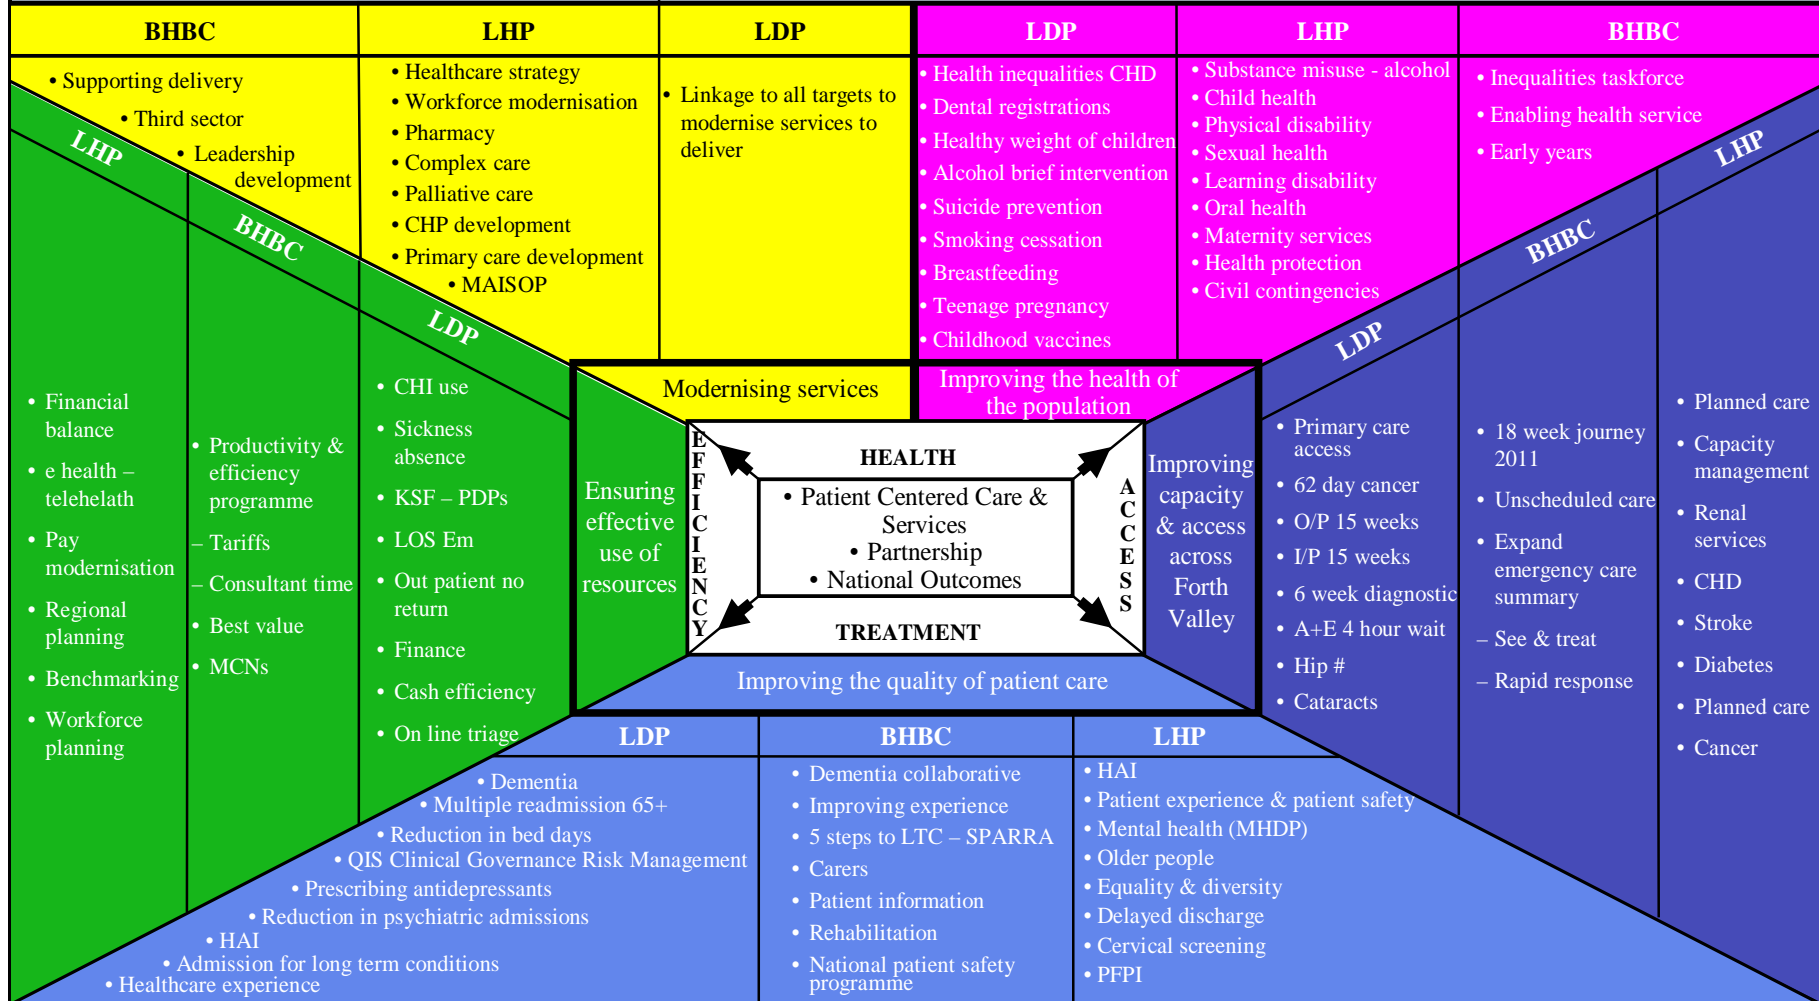 BHBC
LHP
LDP
LDP
LHP
BHBC
• Supporting delivery
• Third sector
• Leadership
development
• Healthcare strategy
• Workforce modernisation
• Pharmacy
• Complex care
• Palliative care
• CHP development
• Primary care development
• MAISOP
• Linkage to all targets to
modernise services to
deliver
• Health inequalities CHD
• Dental registrations
• Healthy weight of children
• Alcohol brief intervention
• Suicide prevention
• Smoking cessation
• Breastfeeding
• Teenage pregnancy
• Childhood vaccines
• Substance misuse - alcohol
• Child health
• Physical disability
• Sexual health
• Learning disability
• Oral health
• Maternity services
• Health protection
• Civil contingencies
• Inequalities taskforce
• Enabling health service
• Early years
LHP
BHBC
LDP
• Financial
balance
• e health –
telehelath
• Pay
modernisation
• Regional
planning
• Benchmarking
• Workforce
planning
• Productivity &
efficiency
programme
– Tariffs
– Consultant time
• Best value
• MCNs
• CHI use
• Sickness
absence
• KSF – PDPs
• LOS Em
• Out patient no
return
• Finance
• Cash efficiency
• On line triage
Modernising services
Improving the health of
the population
Ensuring
effective
use of
resources
EFFICIENCY
HEALTH
• Patient Centered Care &
Services
• Partnership
• National Outcomes
TREATMENT
ACCESS
Improving
capacity
& access
across
Forth
Valley
Improving the quality of patient care
LHP
BHBC
LDP
• Primary care
access
• 62 day cancer
• O/P 15 weeks
• I/P 15 weeks
• 6 week diagnostic
• A+E 4 hour wait
• Hip #
• Cataracts
• 18 week journey
2011
• Unscheduled care
• Expand
emergency care
summary
– See & treat
– Rapid response
• Planned care
• Capacity
management
• Renal
services
• CHD
• Stroke
• Diabetes
• Planned care
• Cancer
LDP
BHBC
LHP
• Dementia
• Multiple readmission 65+
• Reduction in bed days
• QIS Clinical Governance Risk Management
• Prescribing antidepressants
• Reduction in psychiatric admissions
• HAI
• Admission for long term conditions
• Healthcare experience
• Dementia collaborative
• Improving experience
• 5 steps to LTC – SPARRA
• Carers
• Patient information
• Rehabilitation
• National patient safety
programme
• HAI
• Patient experience & patient safety
• Mental health (MHDP)
• Older people
• Equality & diversity
• Delayed discharge
• Cervical screening
• PFPI